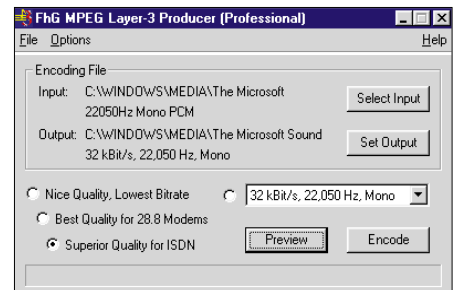 FhG MPEG Layer-3 Producer (Professional)
File Options Help
Encoding File
Input: C:\WINDOWS\MEDIA\The Microsoft
22050Hz Mono PCM
Select Input
Output: C:\WINDOWS\MEDIA\The Microsoft Sound
32 kBit/s, 22,050 Hz, Mono
Set Output
Nice Quality, Lowest Bitrate
32 kBit/s, 22,050 Hz, Mono
Best Quality for 28.8 Modems
Superior Quality for ISDN
Preview
Encode